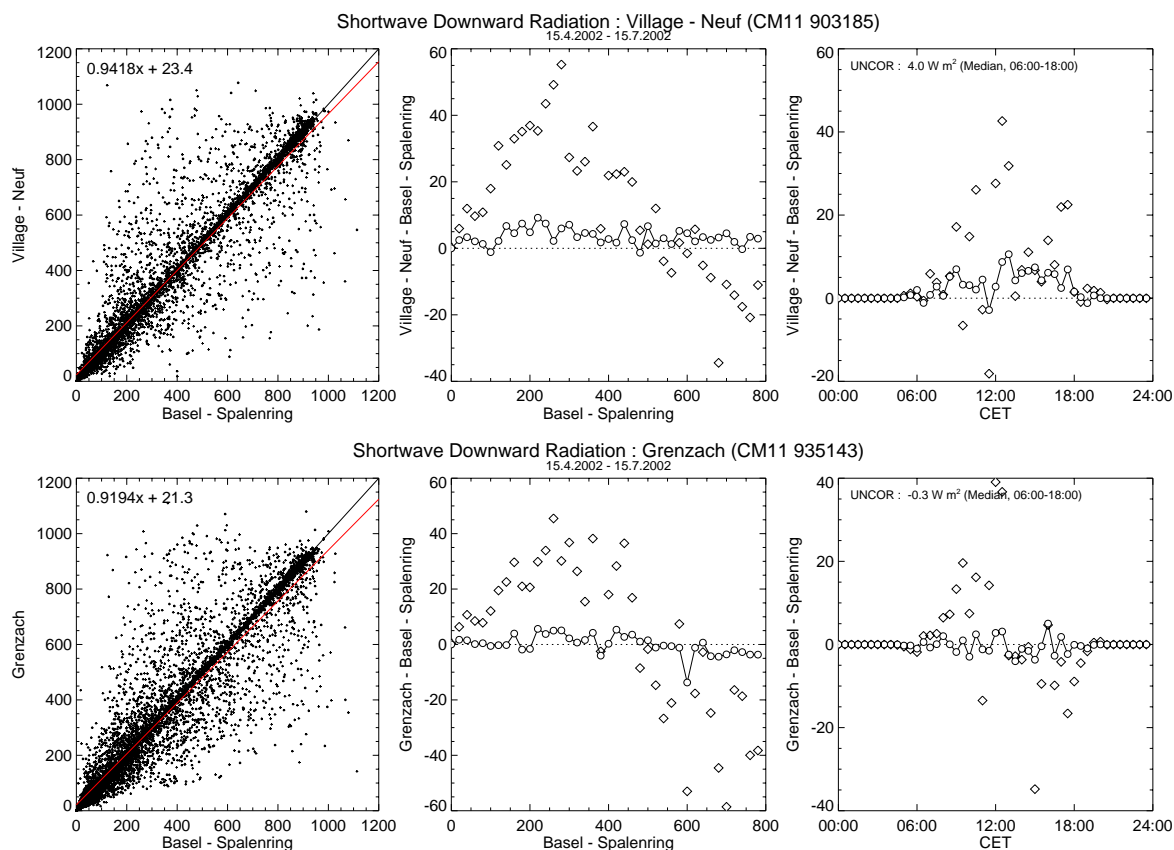 Shortwave Downward Radiation : Village - Neuf (CM11 903185)
15.4.2002 - 15.7.2002
0.9418x + 23.4
Village - Neuf
1200
1000
800
600
400
200
0
0 200 400 600 800 1000 1200
Basel - Spalenring
Village - Neuf - Basel - Spalenring
60
40
20
0
-20
-40
0 200 400 600 800
Basel - Spalenring
UNCOR : 4.0 W m² (Median, 06:00-18:00)
Village - Neuf - Basel - Spalenring
60
40
20
0
-20
00:00 06:00 12:00 18:00 24:00
CET
Shortwave Downward Radiation : Grenzach (CM11 935143)
15.4.2002 - 15.7.2002
0.9194x + 21.3
Grenzach
1200
1000
800
600
400
200
0
0 200 400 600 800 1000 1200
Basel - Spalenring
Grenzach - Basel - Spalenring
60
40
20
0
-20
-40
-60
0 200 400 600 800
Basel - Spalenring
UNCOR : -0.3 W m² (Median, 06:00-18:00)
Grenzach - Basel - Spalenring
40
20
0
-20
-40
00:00 06:00 12:00 18:00 24:00
CET